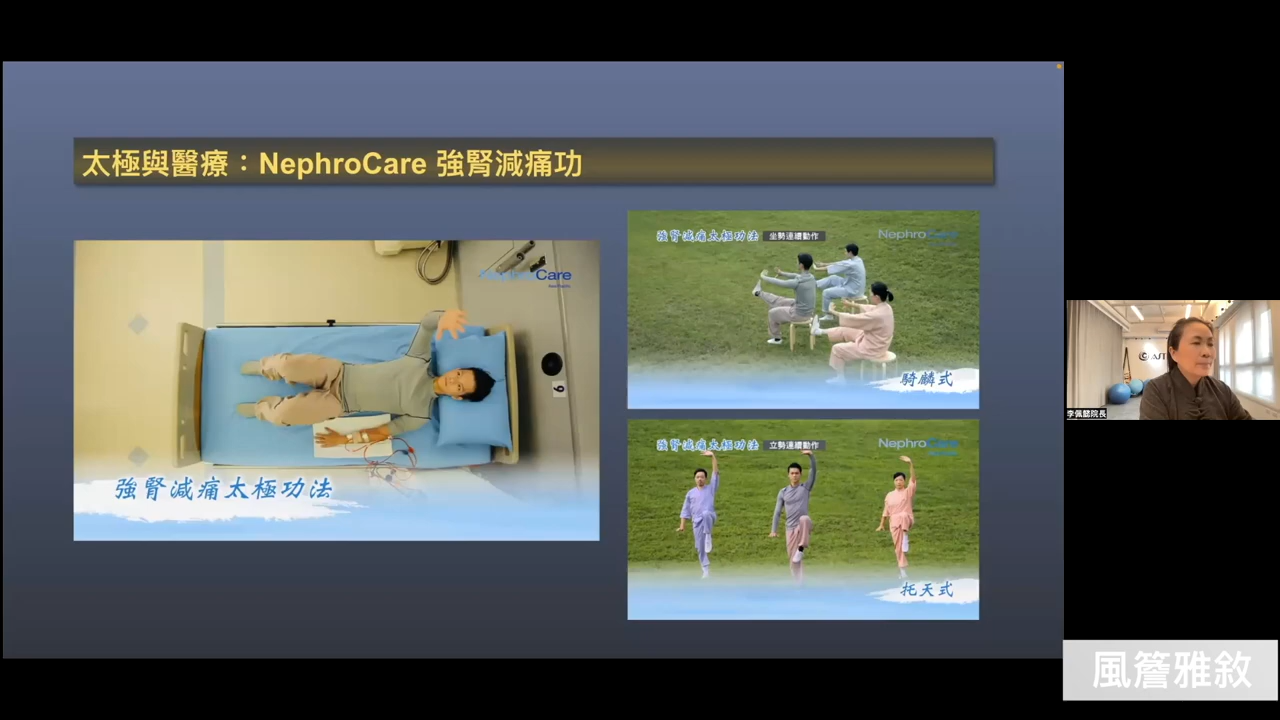 太極與醫療：NephroCare 強腎減痛功
NephroCare
強腎減痛太極功法
強腎減痛太極功法 坐勢連續動作
NephroCare
騎麟式
強腎減痛太極功法 立勢連續動作
NephroCare
托天式
9
李佩懿院長
風簷雅敘